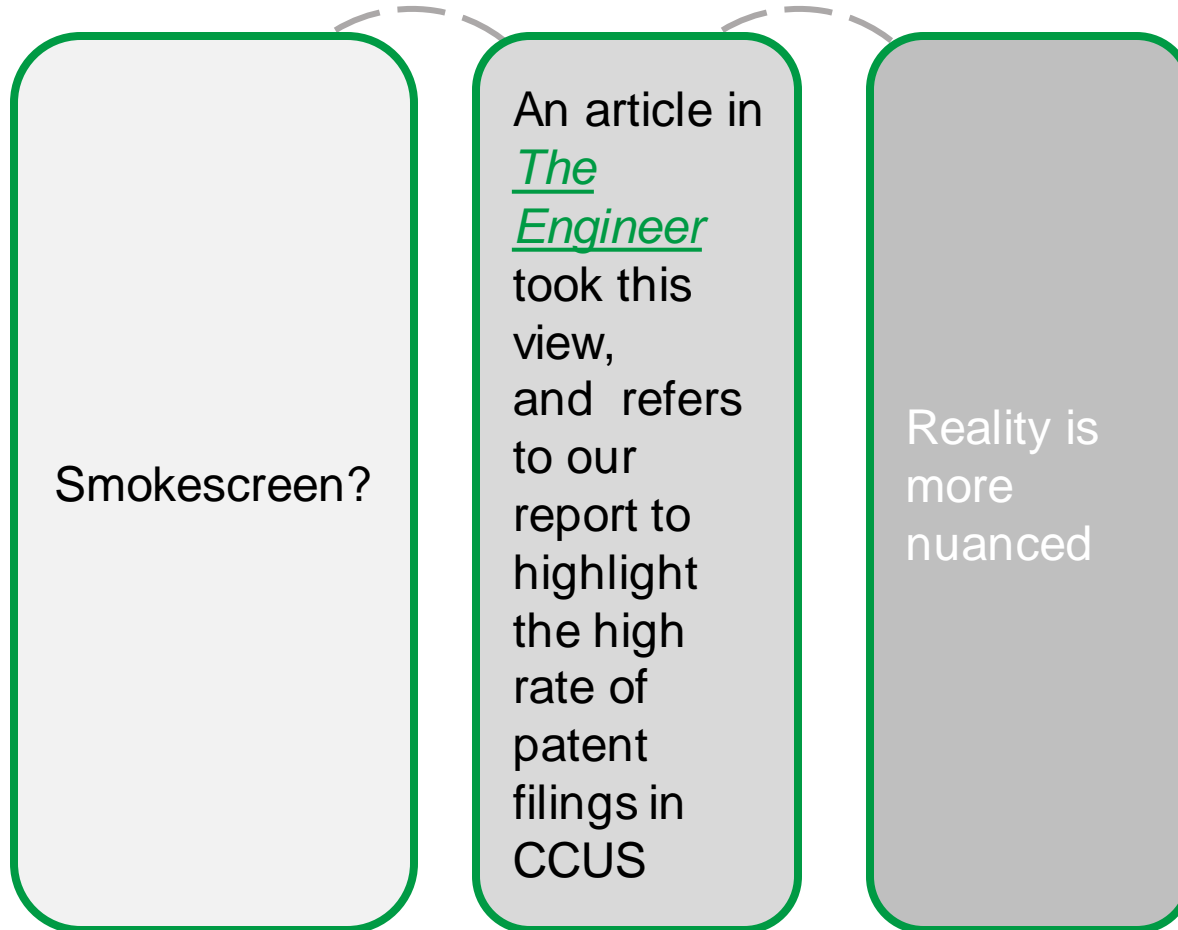 Smokescreen?
An article in
The
Engineer
took this
view,
and  refers
to our
report to
highlight
the high
rate of
patent
filings in
CCUS
Reality is
more
nuanced